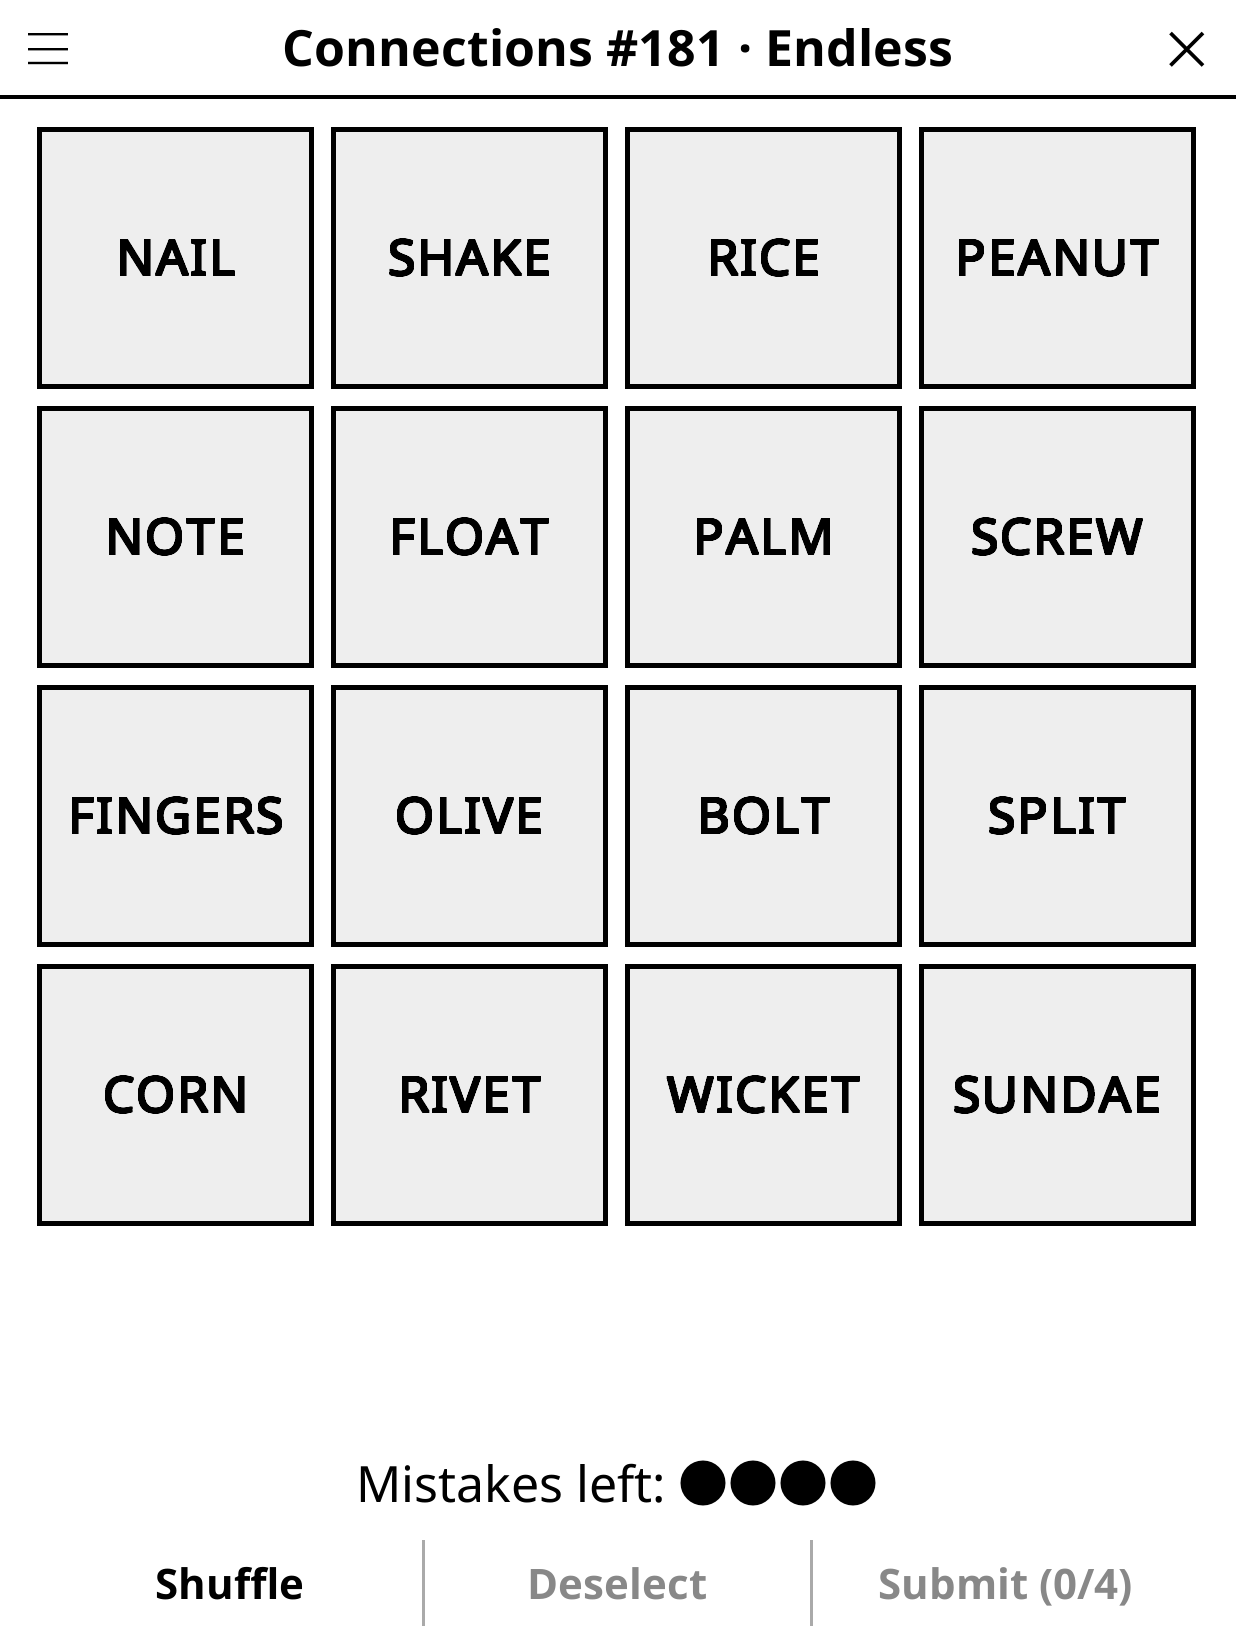 Connections #181 · Endless
NAIL SHAKE RICE PEANUT
NOTE FLOAT PALM SCREW
FINGERS OLIVE BOLT SPLIT
CORN RIVET WICKET SUNDAE
Mistakes left:
Shuffle Deselect Submit (0/4)